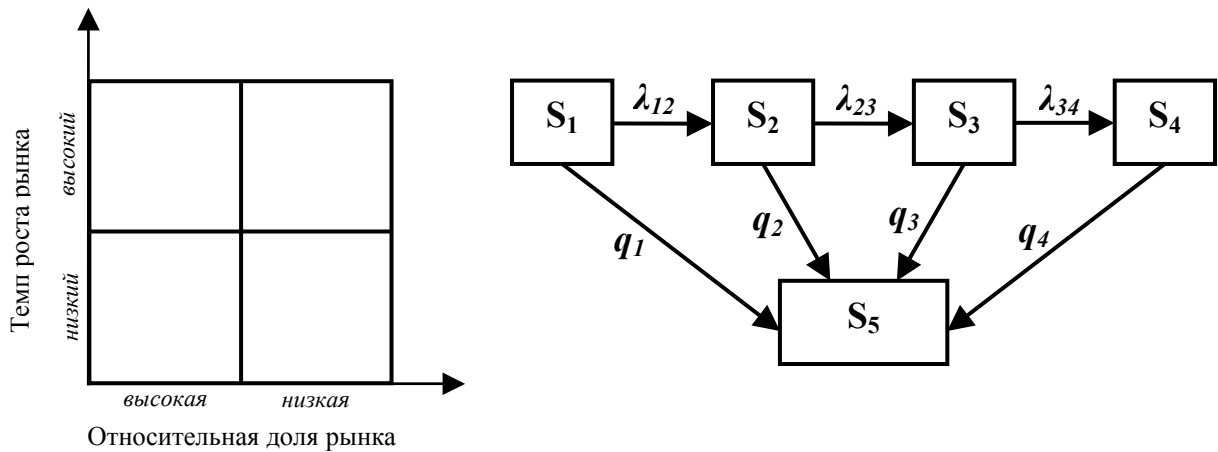 Темп роста рынка
высокий
низкий
высокая низкая
Относительная доля рынка
S₁ λ₁₂ S₂ λ₂₃ S₃ λ₃₄ S₄
q₁ q₂ q₃ q₄
S₅